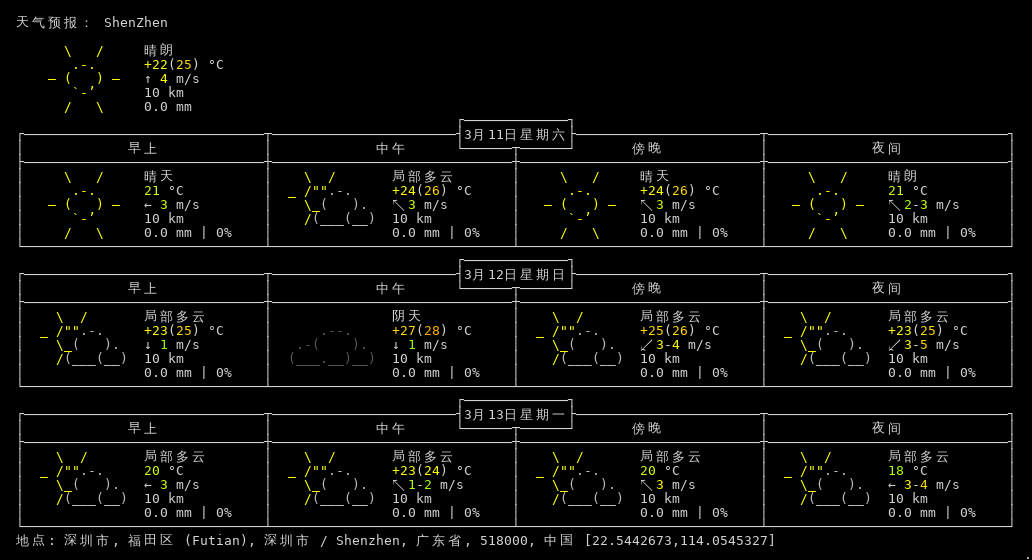 天气预报： ShenZhen
晴朗
+22(25) °C
↑ 4 m/s
10 km
0.0 mm
3月11日星期六
早上 中午 傍晚 夜间
晴天 局部多云 晴天 晴朗
21 °C +24(26) °C +24(26) °C 21 °C
← 3 m/s ↖ 3 m/s ↖ 3 m/s ↖ 2-3 m/s
10 km 10 km 10 km 10 km
0.0 mm | 0% 0.0 mm | 0% 0.0 mm | 0% 0.0 mm | 0%
3月12日星期日
早上 中午 傍晚 夜间
局部多云 阴天 局部多云 局部多云
+23(25) °C +27(28) °C +25(26) °C +23(25) °C
↓ 1 m/s ↓ 1 m/s ↙ 3-4 m/s ↙ 3-5 m/s
10 km 10 km 10 km 10 km
0.0 mm | 0% 0.0 mm | 0% 0.0 mm | 0% 0.0 mm | 0%
3月13日星期一
早上 中午 傍晚 夜间
局部多云 局部多云 局部多云 局部多云
20 °C +23(24) °C 20 °C 18 °C
← 3 m/s ↖ 1-2 m/s ↖ 3 m/s ← 3-4 m/s
10 km 10 km 10 km 10 km
0.0 mm | 0% 0.0 mm | 0% 0.0 mm | 0% 0.0 mm | 0%
地点: 深圳市, 福田区 (Futian), 深圳市 / Shenzhen, 广东省, 518000, 中国 [22.5442673,114.0545327]